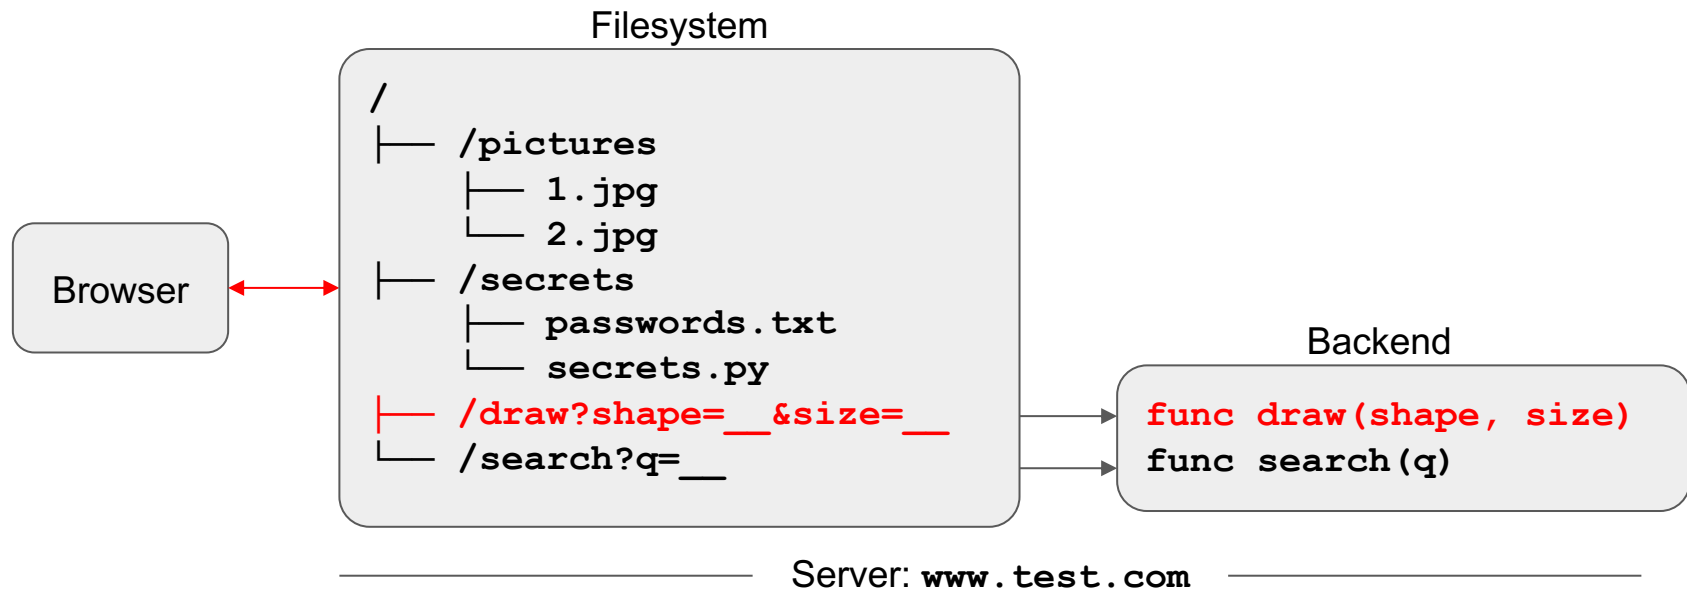 Filesystem
/
├── /pictures
├── 1.jpg
└── 2.jpg
├── /secrets
Browser
├── passwords.txt
└── secrets.py
├── /draw?shape=__&size=__
└── /search?q=__
Backend
func draw(shape, size)
func search(q)
Server: www.test.com